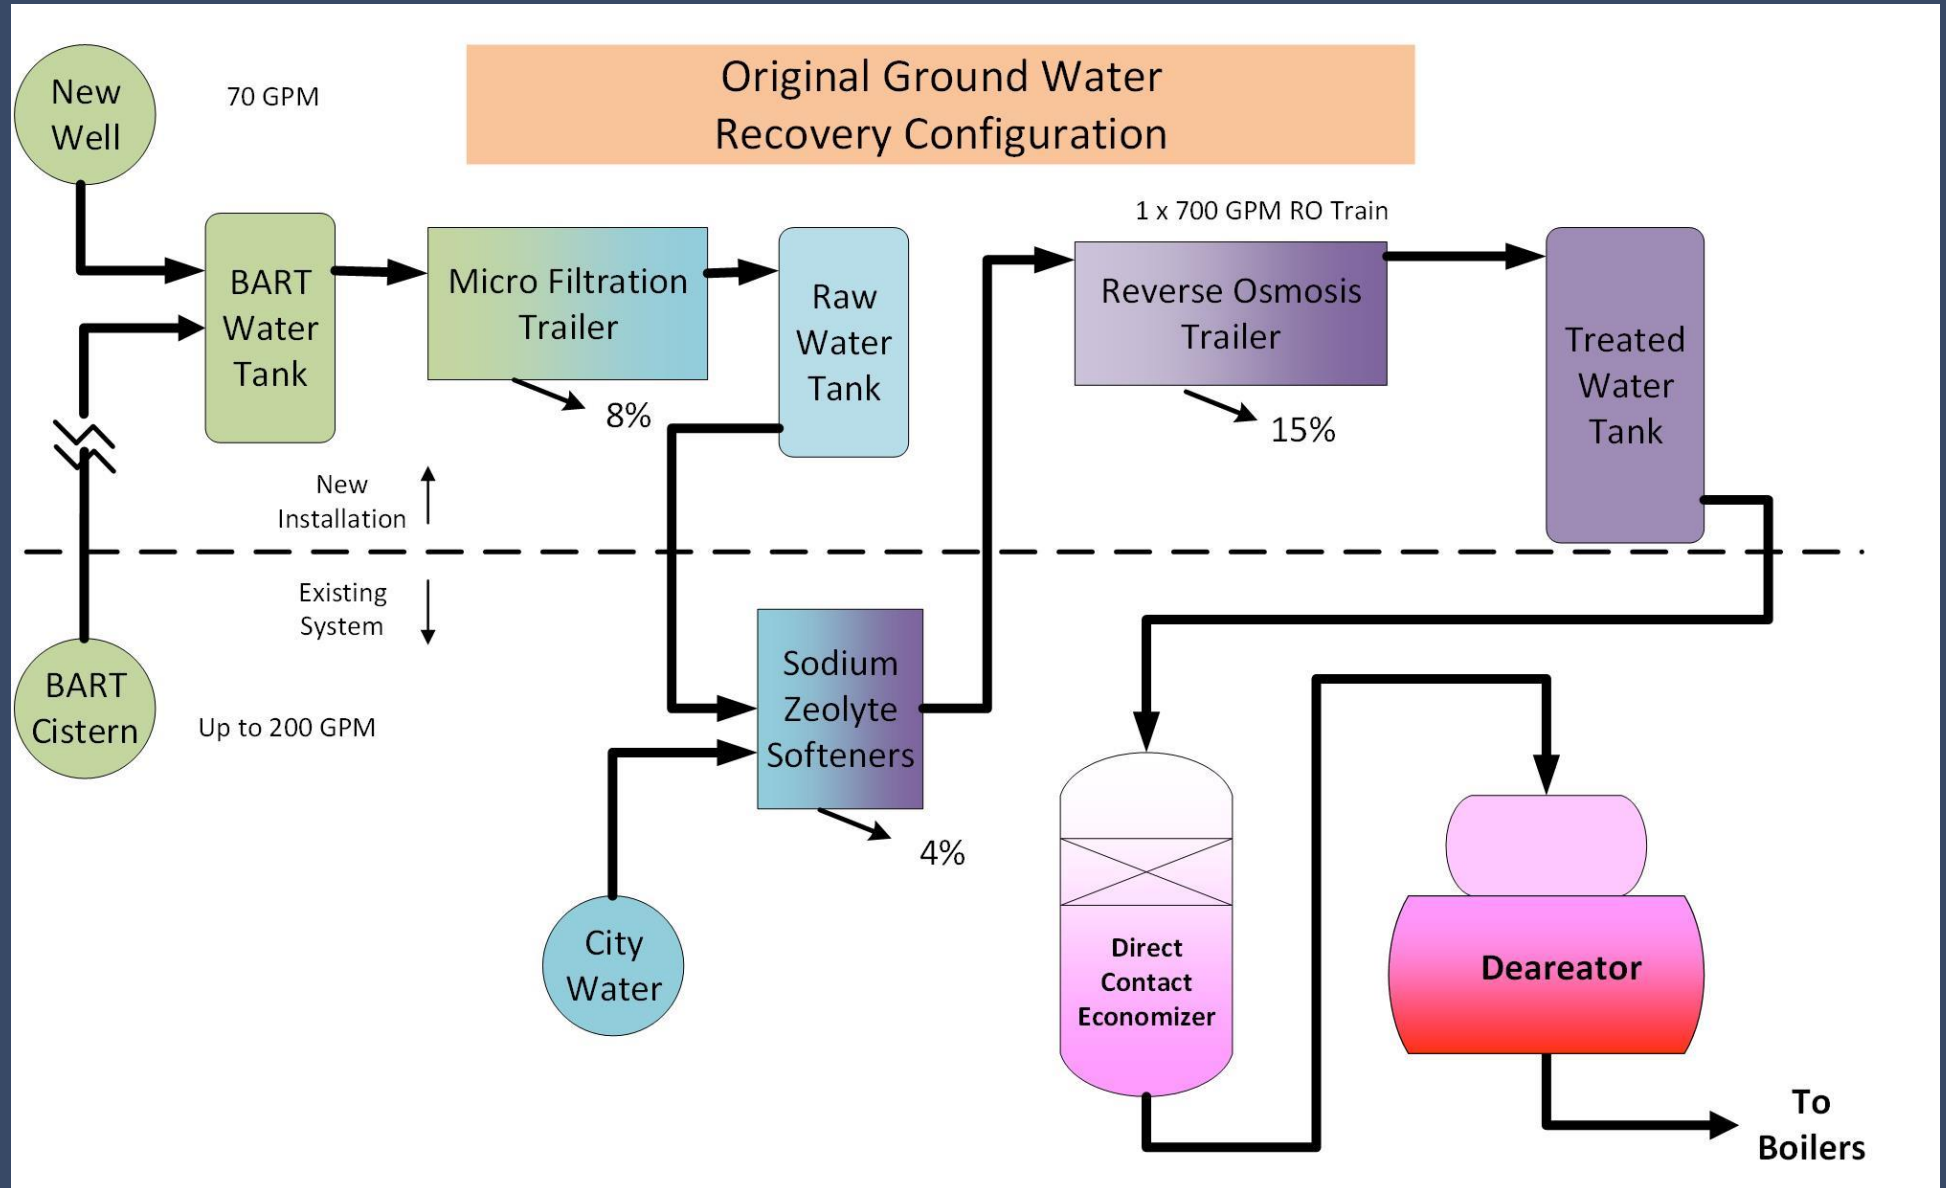 Original Ground Water
Recovery Configuration
New
Well
70 GPM
1 x 700 GPM RO Train
BART
Water
Tank
Micro Filtration
Trailer
8%
Raw
Water
Tank
Reverse Osmosis
Trailer
15%
Treated
Water
Tank
New
Installation
Existing
System
BART
Cistern
Up to 200 GPM
Sodium
Zeolyte
Softeners
4%
City
Water
Direct
Contact
Economizer
Deareator
To
Boilers